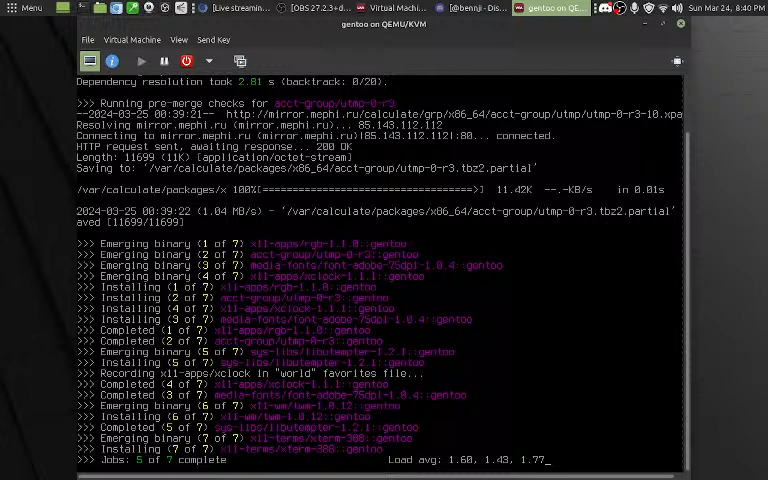 Menu
[Live streamin...
[OBS 27.2.3+d...
Virtual Machin...
[@bennji - Dis...
gentoo on QE...
Sun Mar 24, 8:40 PM
gentoo on QEMU/KVM
File Virtual Machine View Send Key
Dependency resolution took 2.81 s (backtrack: 0/20).
>>> Running pre-merge checks for acct-group/utmp-0-r3
--2024-03-25 00:39:21-- http://mirror.mephi.ru/calculate/grp/x86_64/acct-group/utmp/utmp-0-r3-10.xpa
Resolving mirror.mephi.ru (mirror.mephi.ru)... 85.143.112.112
Connecting to mirror.mephi.ru (mirror.mephi.ru)|85.143.112.112|:80... connected.
HTTP request sent, awaiting response... 200 OK
Length: 11699 (11K) [application/octet-stream]
Saving to: '/var/calculate/packages/x86_64/acct-group/utmp-0-r3.tbz2.partial'
/var/calculate/packages/x 100%[===================================>] 11.42K --.-KB/s in 0.01s
2024-03-25 00:39:22 (1.04 MB/s) - '/var/calculate/packages/x86_64/acct-group/utmp-0-r3.tbz2.partial'
aved [11699/11699]
>>> Emerging binary (1 of 7) x11-apps/rgb-1.1.0::gentoo
>>> Emerging binary (2 of 7) acct-group/utmp-0-r3::gentoo
>>> Emerging binary (3 of 7) media-fonts/font-adobe-75dpi-1.0.4::gentoo
>>> Emerging binary (4 of 7) x11-apps/xclock-1.1.1::gentoo
>>> Installing (1 of 7) x11-apps/rgb-1.1.0::gentoo
>>> Installing (2 of 7) acct-group/utmp-0-r3::gentoo
>>> Installing (4 of 7) x11-apps/xclock-1.1.1::gentoo
>>> Installing (3 of 7) media-fonts/font-adobe-75dpi-1.0.4::gentoo
>>> Completed (1 of 7) x11-apps/rgb-1.1.0::gentoo
>>> Completed (2 of 7) acct-group/utmp-0-r3::gentoo
>>> Emerging binary (5 of 7) sys-libs/libutempter-1.2.1::gentoo
>>> Installing (5 of 7) sys-libs/libutempter-1.2.1::gentoo
>>> Recording x11-apps/xclock in "world" favorites file...
>>> Completed (4 of 7) x11-apps/xclock-1.1.1::gentoo
>>> Completed (3 of 7) media-fonts/font-adobe-75dpi-1.0.4::gentoo
>>> Emerging binary (6 of 7) x11-wm/twm-1.0.12::gentoo
>>> Installing (6 of 7) x11-wm/twm-1.0.12::gentoo
>>> Completed (5 of 7) sys-libs/libutempter-1.2.1::gentoo
>>> Emerging binary (7 of 7) x11-terms/xterm-388::gentoo
>>> Installing (7 of 7) x11-terms/xterm-388::gentoo
>>> Jobs: 5 of 7 complete Load avg: 1.60, 1.43, 1.77_